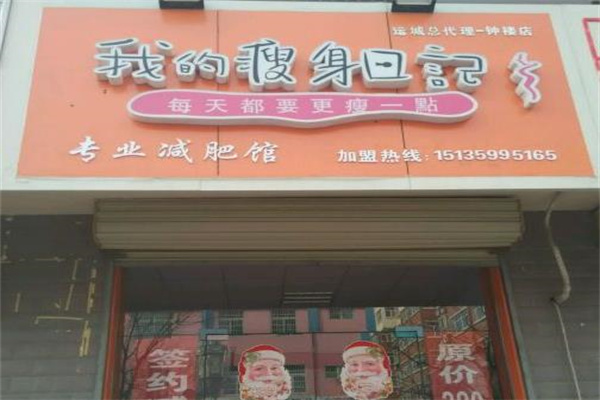 运城总代理-钟楼店
我的瘦身日記
每天都要更瘦一點
专业减肥馆
加盟热线:15135995165
签约
原价